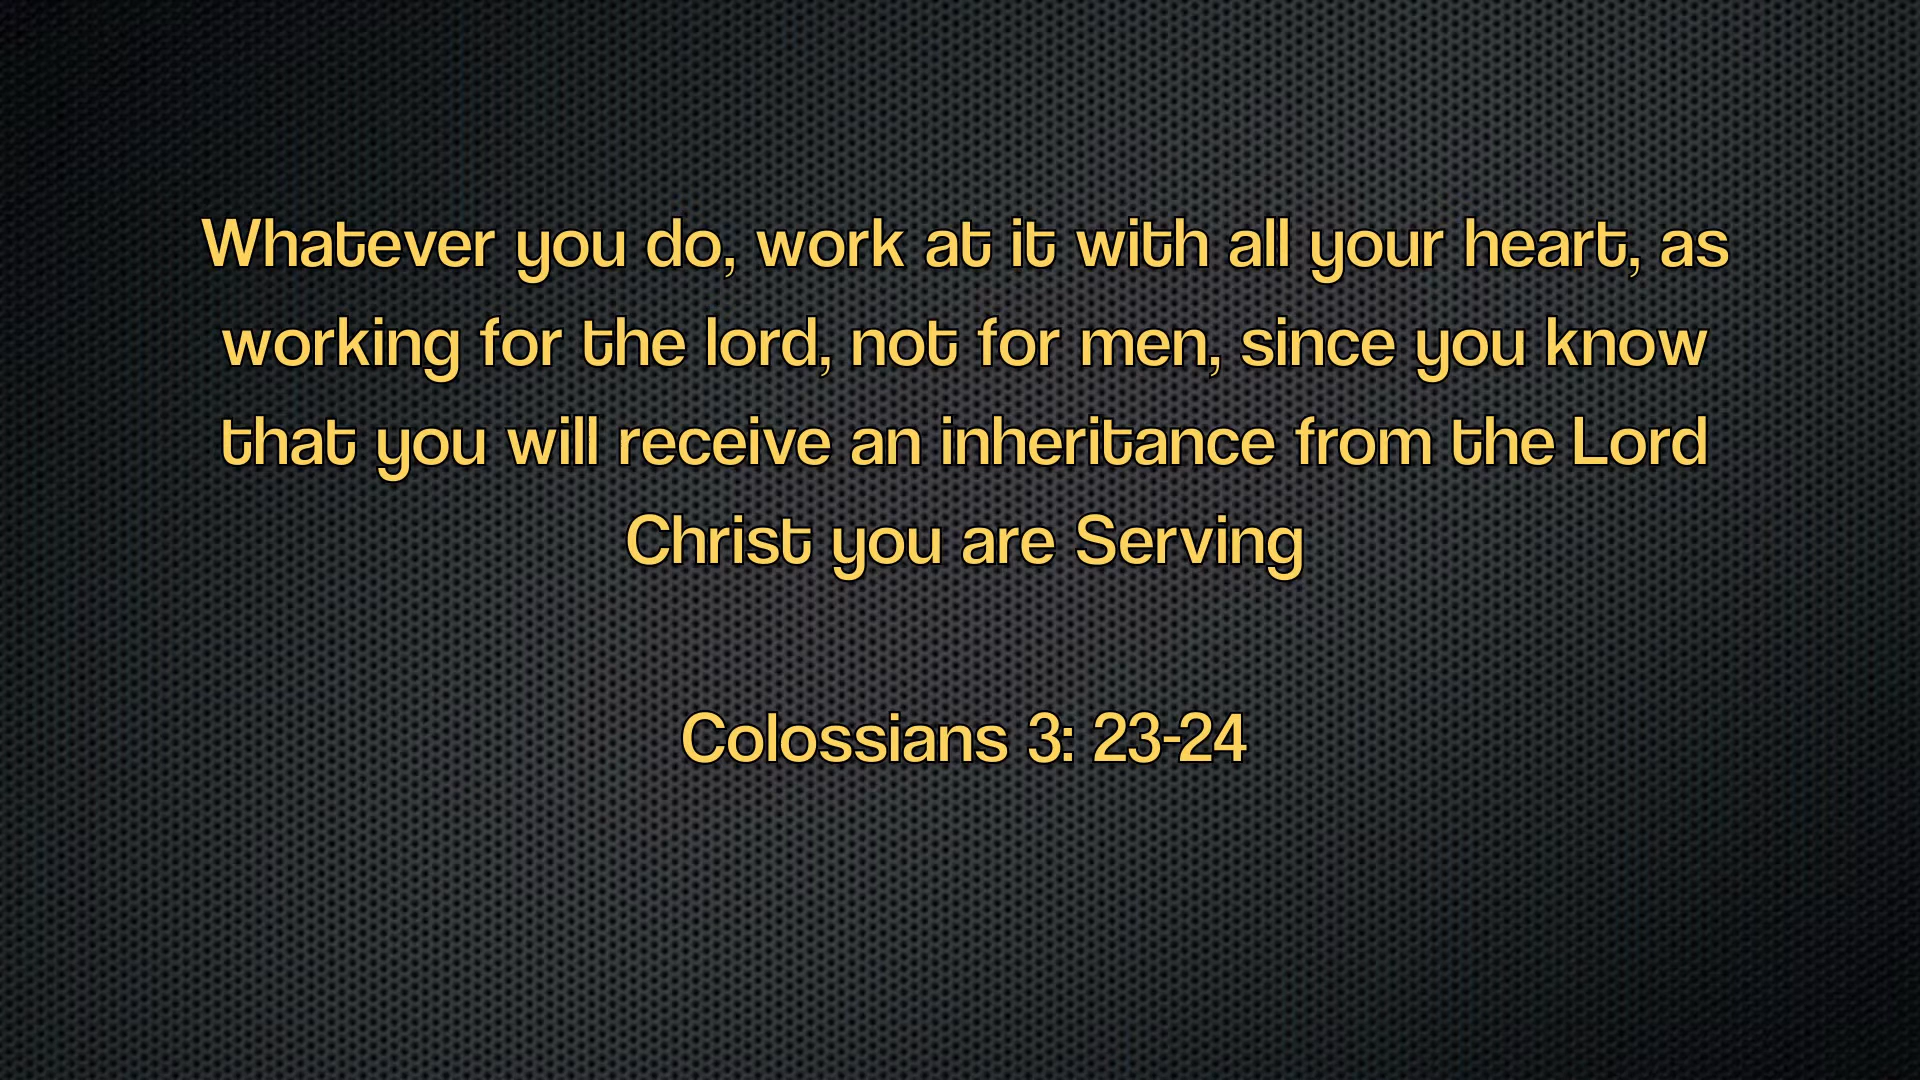 Whatever you do, work at it with all your heart, as
working for the lord, not for men, since you know
that you will receive an inheritance from the Lord
Christ you are Serving
Colossians 3: 23-24